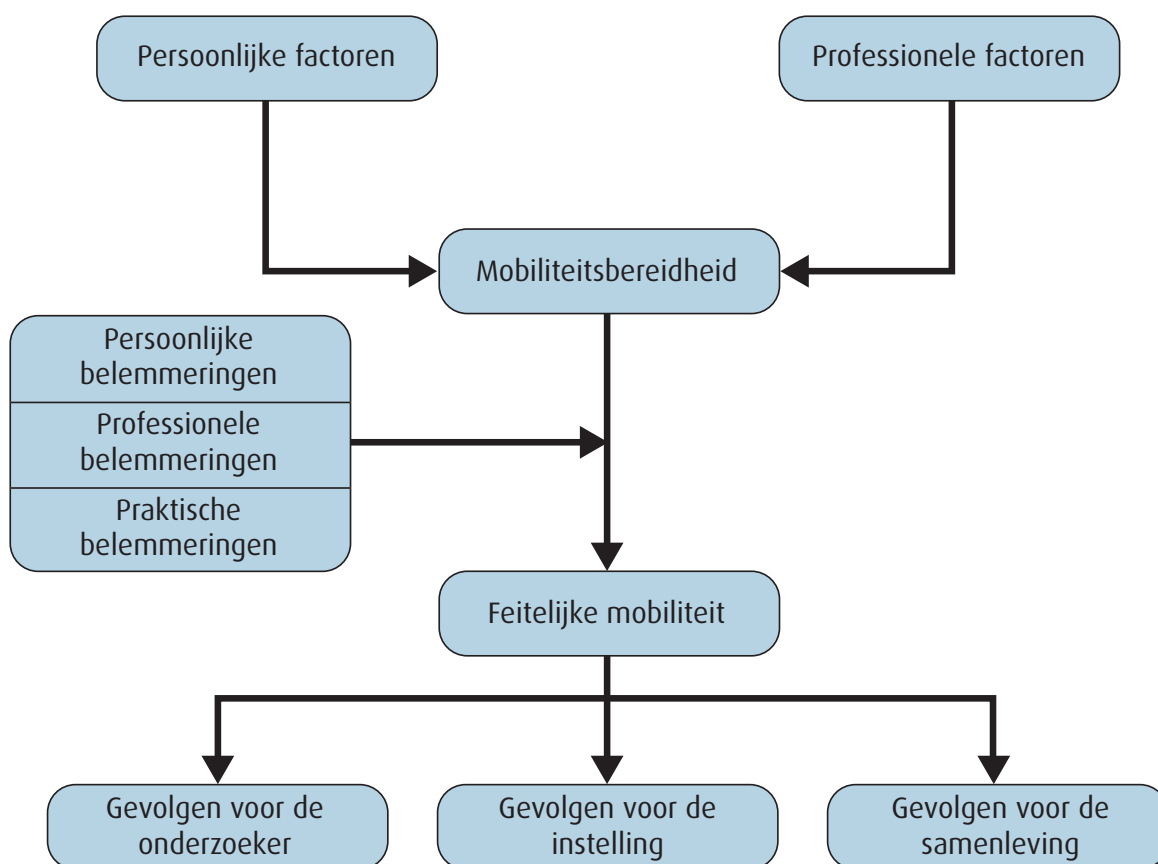 Persoonlijke factoren
Professionele factoren
Mobiliteitsbereidheid
Persoonlijke
belemmeringen
Professionele
belemmeringen
Praktische
belemmeringen
Feitelijke mobiliteit
Gevolgen voor de
onderzoeker
Gevolgen voor de
instelling
Gevolgen voor de
samenleving